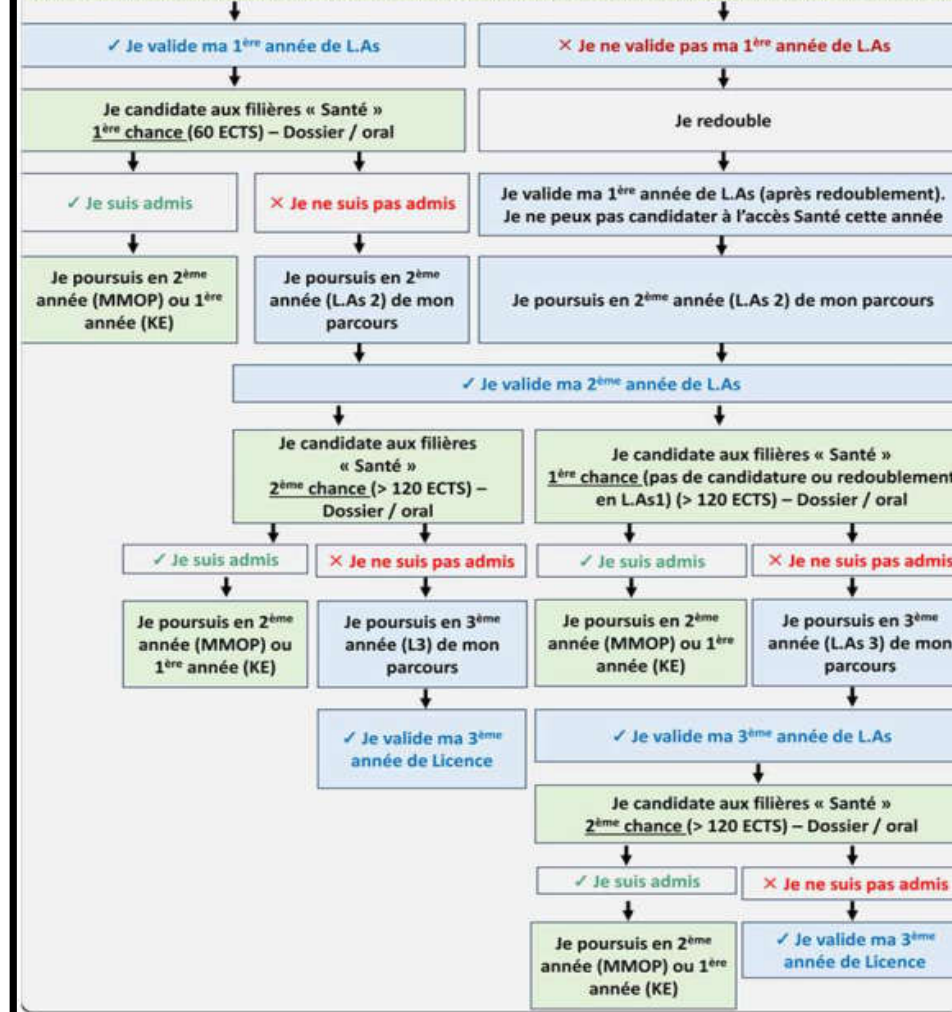 ✓ Je valide ma 1ère année de L.As
✕ Je ne valide pas ma 1ère année de L.As
Je candidate aux filières « Santé »
1ère chance (60 ECTS) – Dossier / oral
Je redouble
✓ Je suis admis
✕ Je ne suis pas admis
Je valide ma 1ère année de L.As (après redoublement).
Je ne peux pas candidater à l'accès Santé cette année
Je poursuis en 2ème
année (MMOP) ou 1ère
année (KE)
Je poursuis en 2ème
année (L.As 2) de mon
parcours
Je poursuis en 2ème année (L.As 2) de mon parcours
✓ Je valide ma 2ème année de L.As
Je candidate aux filières
« Santé »
2ème chance (> 120 ECTS) –
Dossier / oral
Je candidate aux filières « Santé »
1ère chance (pas de candidature ou redoublement
en L.As1) (> 120 ECTS) – Dossier / oral
✓ Je suis admis
✕ Je ne suis pas admis
✓ Je suis admis
✕ Je ne suis pas admis
Je poursuis en 2ème
année (MMOP) ou
1ère année (KE)
Je poursuis en 3ème
année (L3) de mon
parcours
Je poursuis en 2ème
année (MMOP) ou 1ère
année (KE)
Je poursuis en 3ème
année (L.As 3) de mon
parcours
✓ Je valide ma 3ème
année de Licence
✓ Je valide ma 3ème année de L.As
Je candidate aux filières « Santé »
2ème chance (> 120 ECTS) – Dossier / oral
✓ Je suis admis
✕ Je ne suis pas admis
Je poursuis en 2ème
année (MMOP) ou 1ère
année (KE)
✓ Je valide ma 3ème
année de Licence